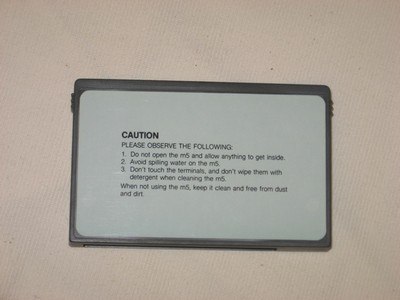 CAUTION
PLEASE OBSERVE THE FOLLOWING:
1. Do not open the m5 and allow anything to get inside.
2. Avoid spilling water on the m5.
3. Don't touch the terminals, and don't wipe them with
detergent when cleaning the m5.
When not using the m5, keep it clean and free from dust
and dirt.